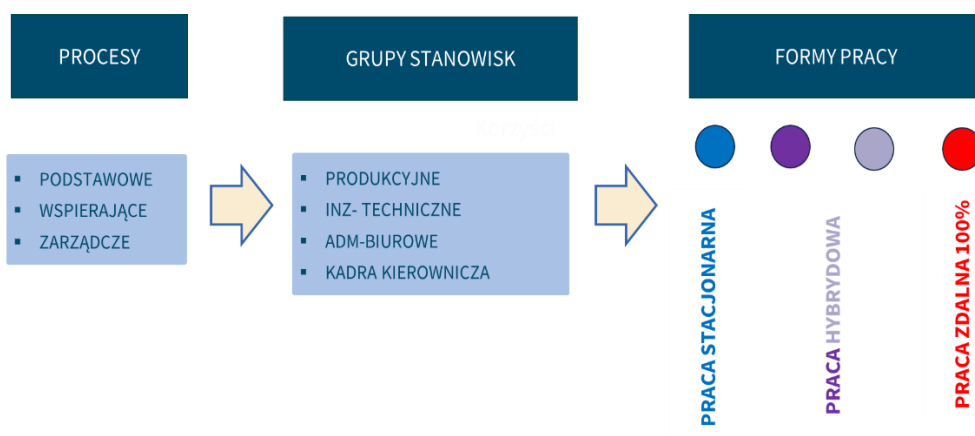 PROCESY
GRUPY STANOWISK
FORMY PRACY
▪ PODSTAWOWE
▪ WSPIERAJĄCE
▪ ZARZĄDCZE
▪ PRODUKCYJNE
▪ INZ- TECHNICZNE
▪ ADM-BIUROWE
▪ KADRA KIEROWNICZA
PRACA STACJONARNA
PRACA HYBRYDOWA
PRACA ZDALNA 100%